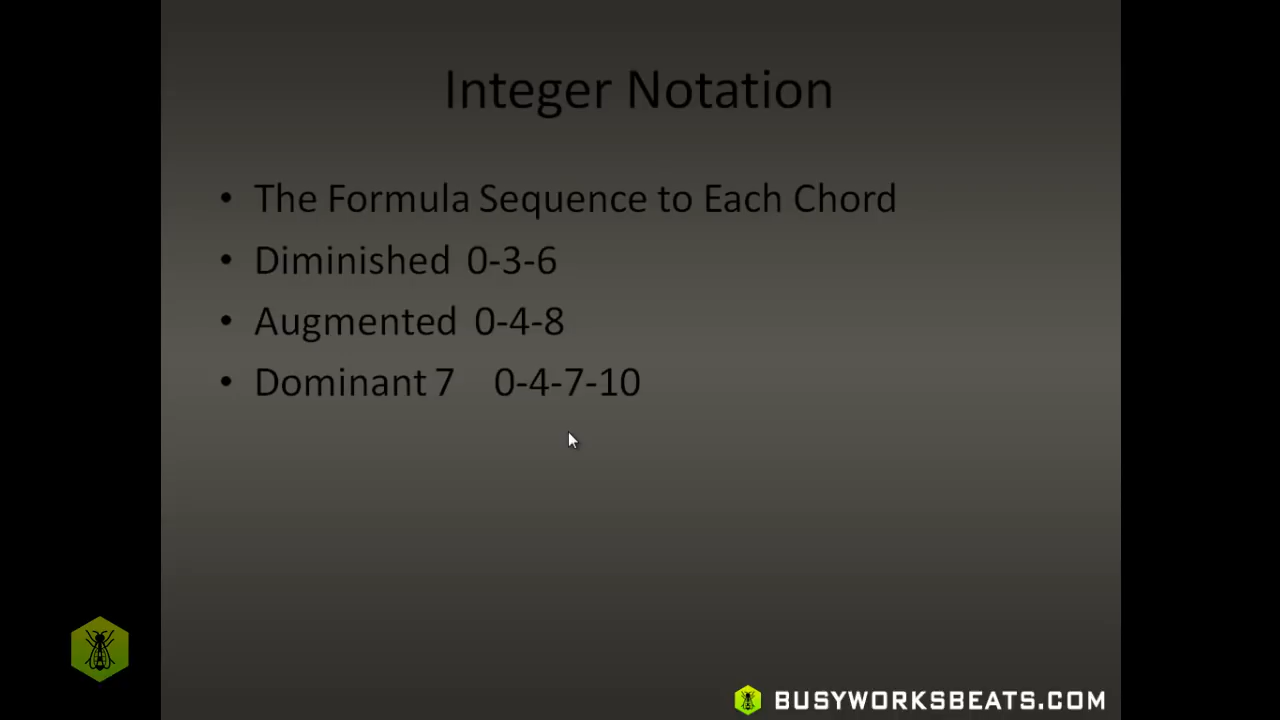 Integer Notation
• The Formula Sequence to Each Chord
• Diminished 0-3-6
• Augmented 0-4-8
• Dominant 7 0-4-7-10
BUSYWORKSBEATS.COM